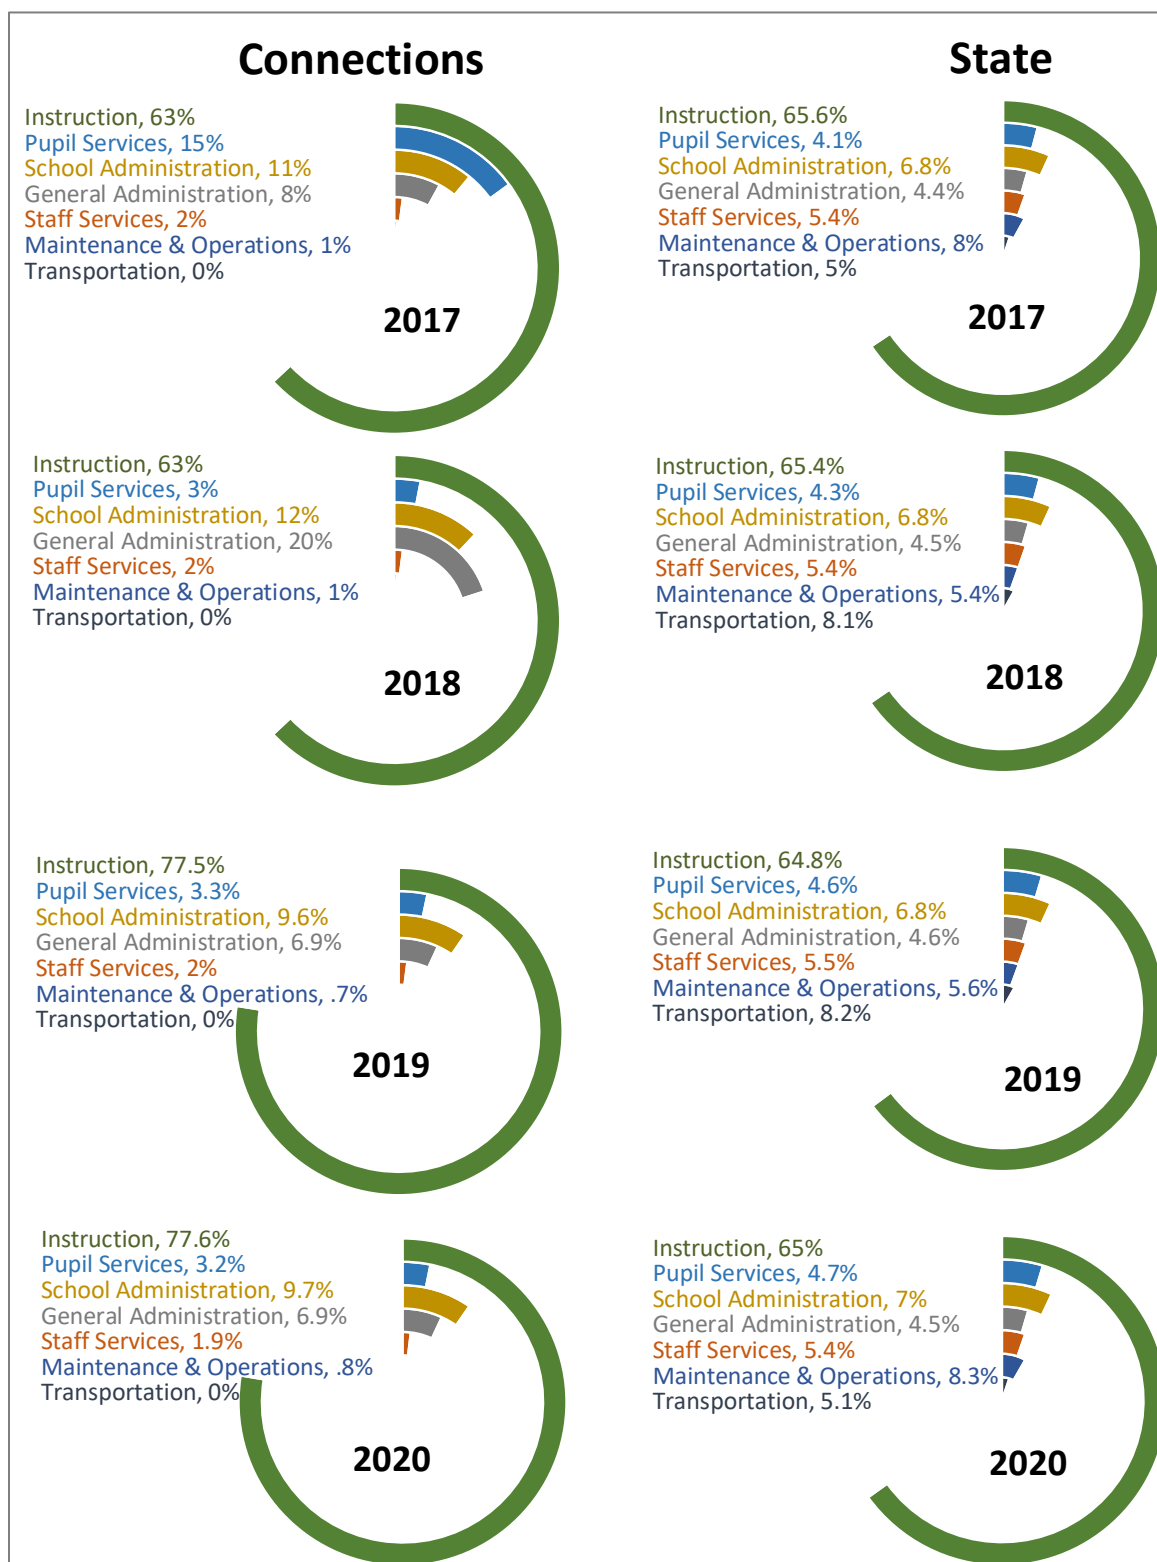 Connections
Instruction, 63%
Pupil Services, 15%
School Administration, 11%
General Administration, 8%
Staff Services, 2%
Maintenance & Operations, 1%
Transportation, 0%
2017
State
Instruction, 65.6%
Pupil Services, 4.1%
School Administration, 6.8%
General Administration, 4.4%
Staff Services, 5.4%
Maintenance & Operations, 8%
Transportation, 5%
2017
Instruction, 63%
Pupil Services, 3%
School Administration, 12%
General Administration, 20%
Staff Services, 2%
Maintenance & Operations, 1%
Transportation, 0%
2018
Instruction, 65.4%
Pupil Services, 4.3%
School Administration, 6.8%
General Administration, 4.5%
Staff Services, 5.4%
Maintenance & Operations, 5.4%
Transportation, 8.1%
2018
Instruction, 77.5%
Pupil Services, 3.3%
School Administration, 9.6%
General Administration, 6.9%
Staff Services, 2%
Maintenance & Operations, .7%
Transportation, 0%
2019
Instruction, 64.8%
Pupil Services, 4.6%
School Administration, 6.8%
General Administration, 4.6%
Staff Services, 5.5%
Maintenance & Operations, 5.6%
Transportation, 8.2%
2019
Instruction, 77.6%
Pupil Services, 3.2%
School Administration, 9.7%
General Administration, 6.9%
Staff Services, 1.9%
Maintenance & Operations, .8%
Transportation, 0%
2020
Instruction, 65%
Pupil Services, 4.7%
School Administration, 7%
General Administration, 4.5%
Staff Services, 5.4%
Maintenance & Operations, 8.3%
Transportation, 5.1%
2020